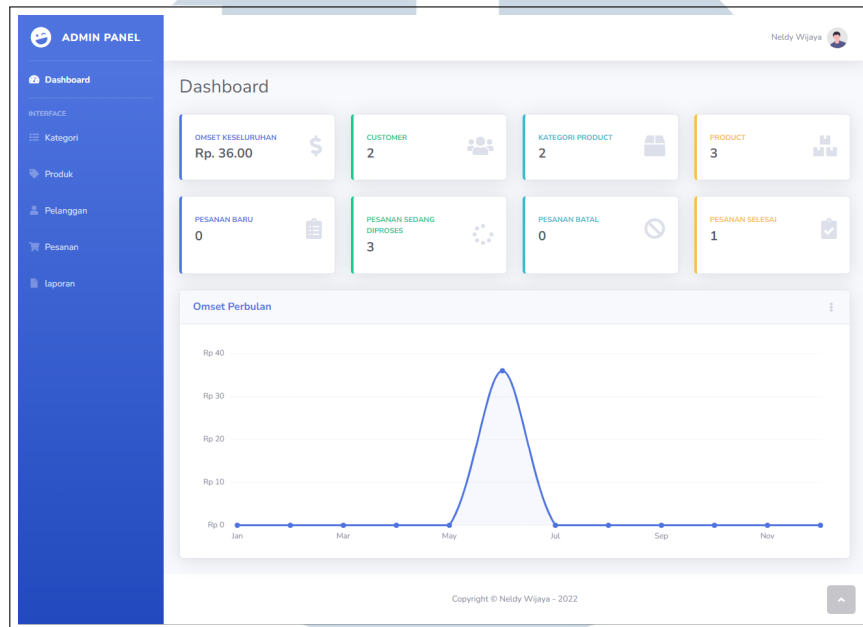 ADMIN PANEL
Neldy Wijaya
Dashboard
Dashboard
INTERFACE
Kategori
Produk
Pelanggan
Pesanan
laporan
OMSET KESELURUHAN
Rp. 36.00
CUSTOMER
2
KATEGORI PRODUCT
2
PRODUCT
3
PESANAN BARU
0
PESANAN SEDANG
DIPROSES
3
PESANAN BATAL
0
PESANAN SELESAI
1
Omset Perbulan
Rp 40
Rp 30
Rp 20
Rp 10
Rp 0
Jan Mar May Jul Sep Nov
Copyright © Neldy Wijaya - 2022